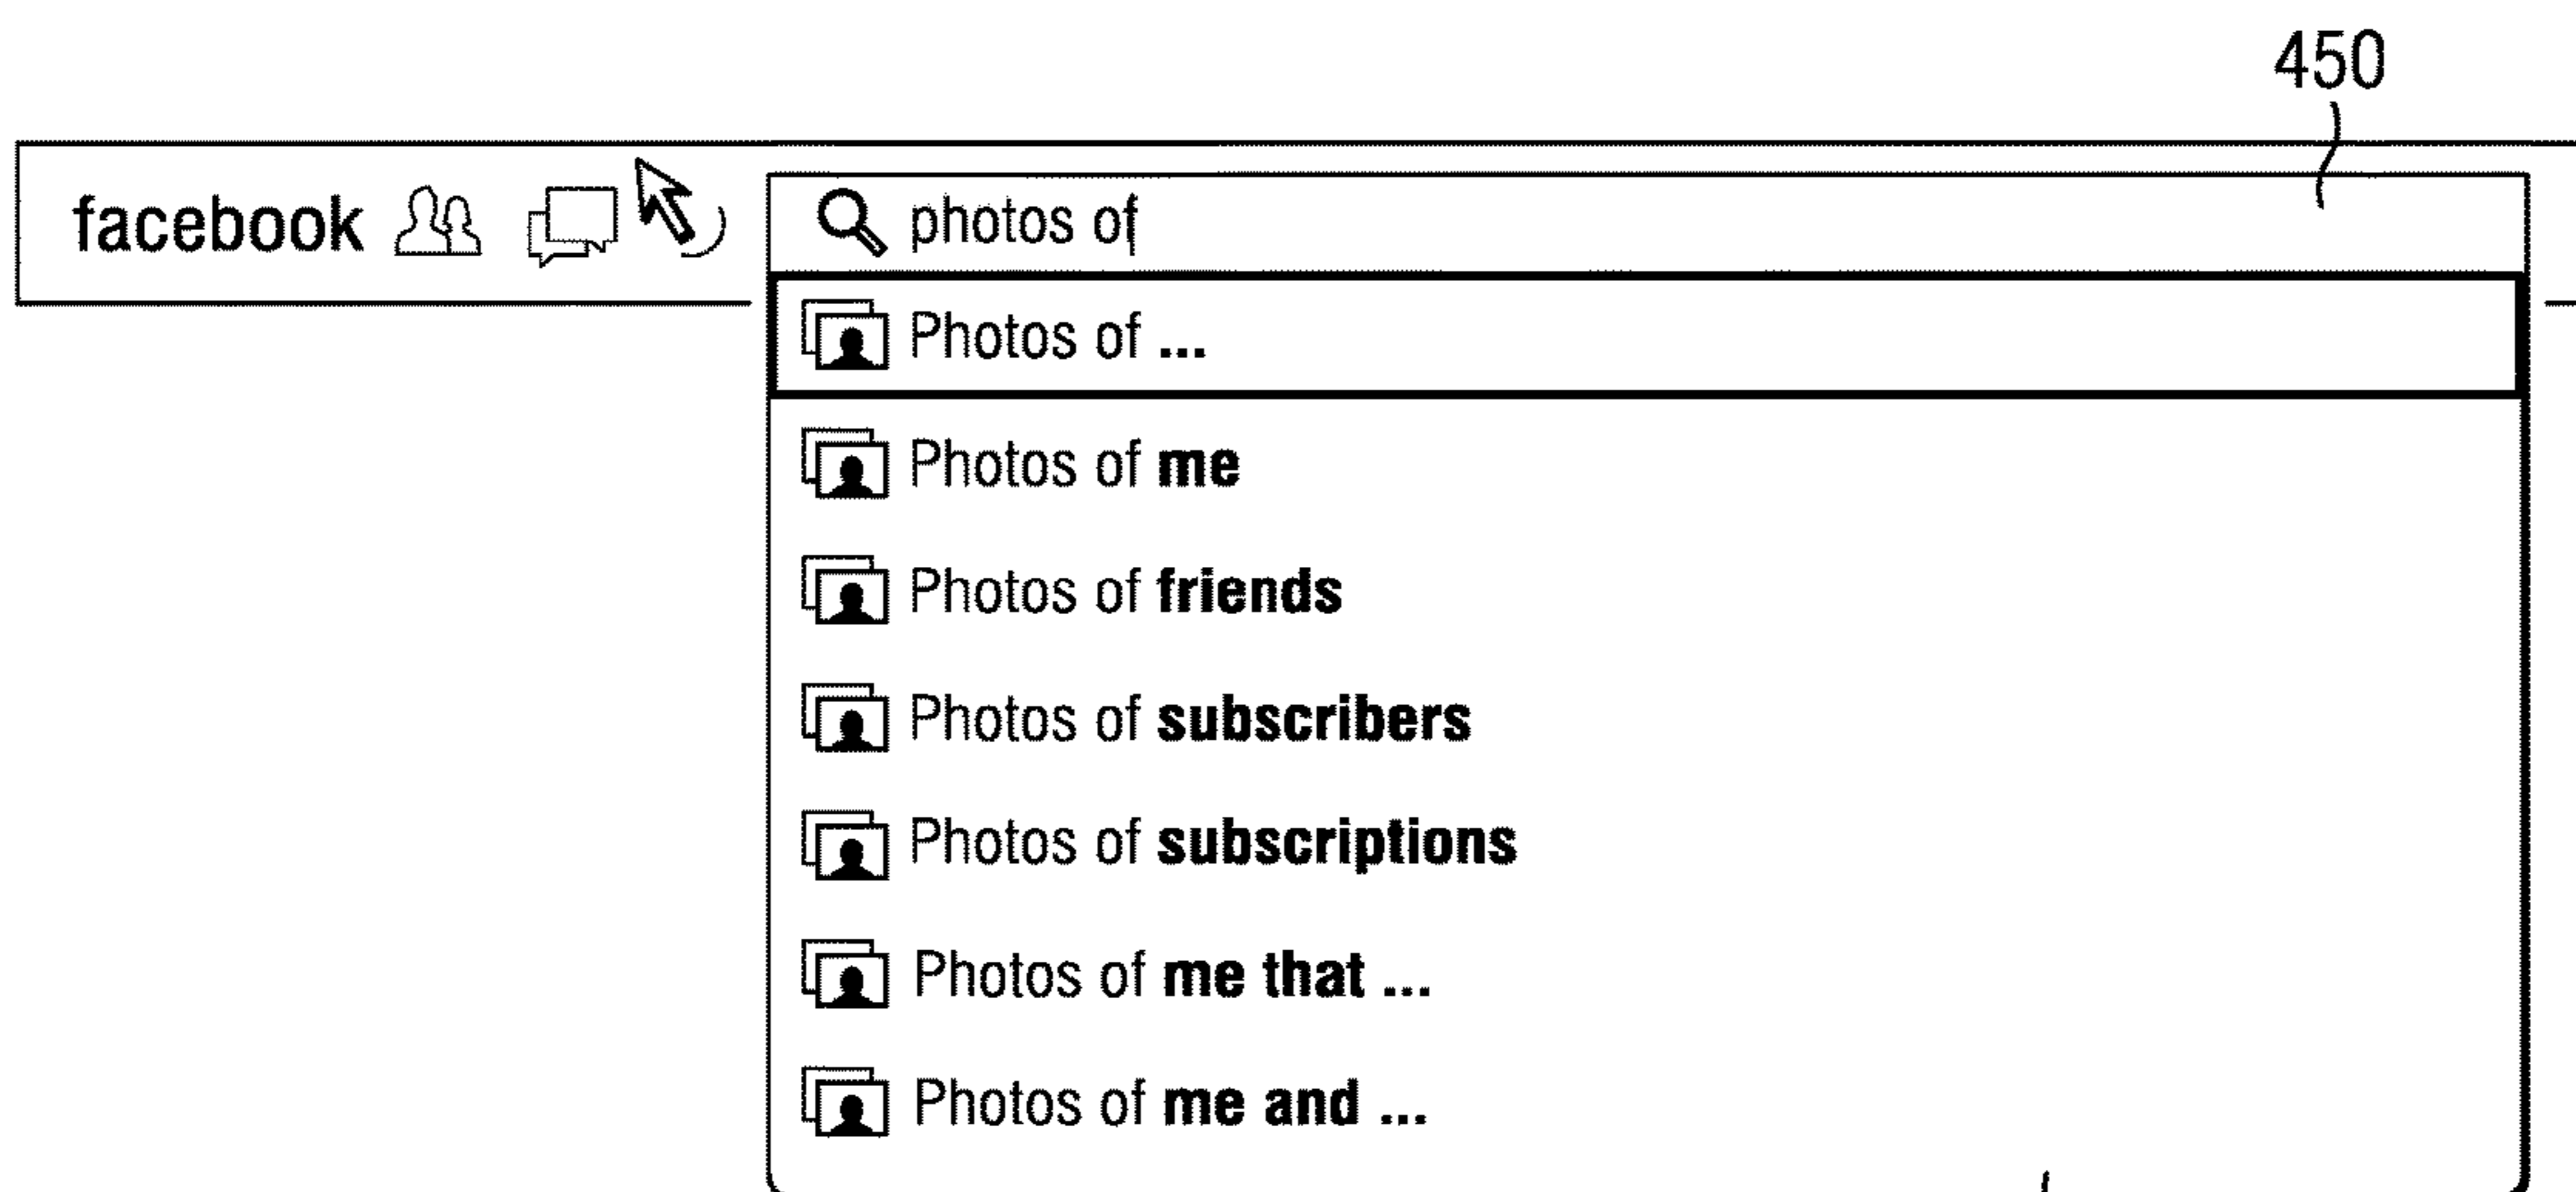 450
facebook
photos of
Photos of ...
Photos of me
Photos of friends
Photos of subscribers
Photos of subscriptions
Photos of me that ...
Photos of me and ...